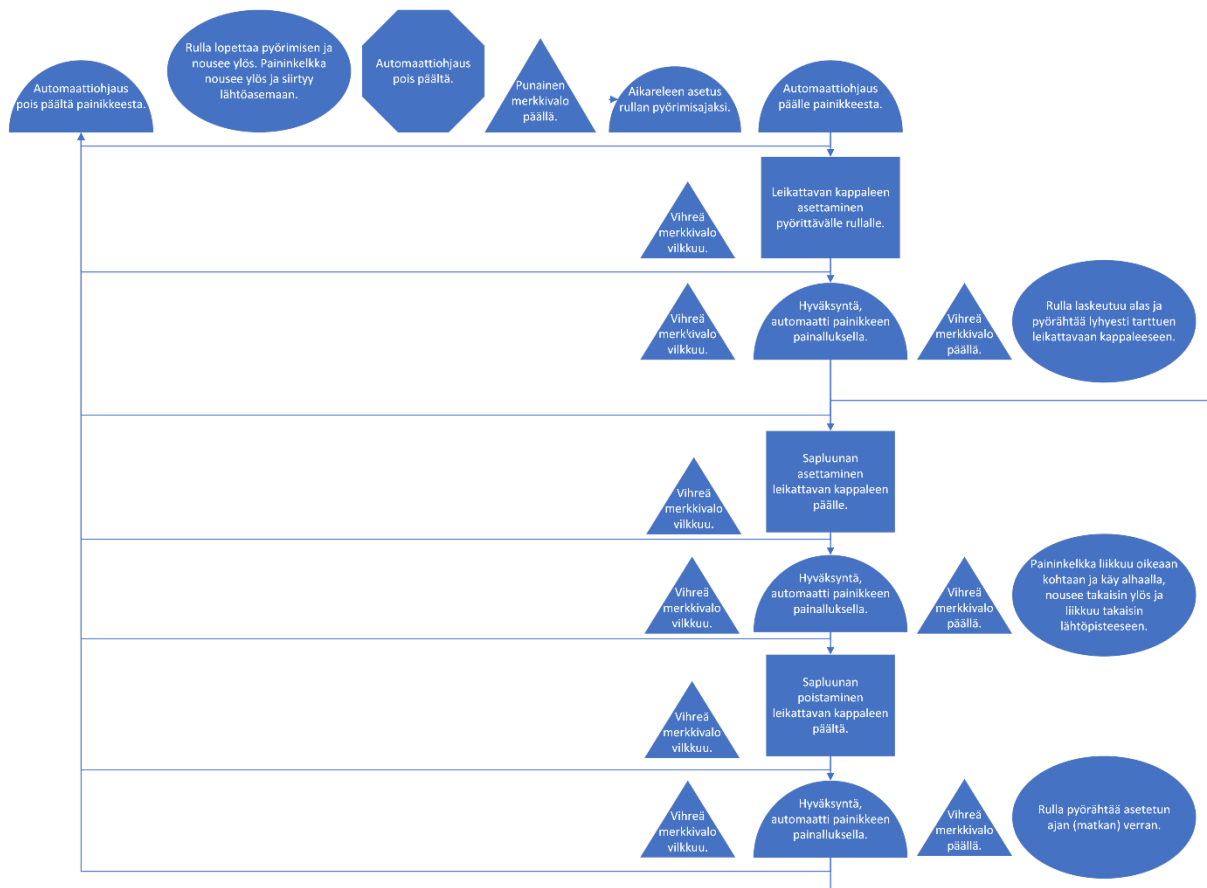 Automaattiohjaus
pois päältä painikkeesta.
Rulla lopettaa pyörimisen ja
nousee ylös. Paininkelkka
nousee ylös ja siirtyy
lähtöasemaan.
Automaattiohjaus
pois päältä.
Punainen
merkkivalo
päällä.
Aikareleen asetus
rullan pyörimisajaksi.
Automaattiohjaus
päälle painikkeesta.
Vihreä
merkkivalo
vilkkuu.
Leikattavan kappaleen
asettaminen
pyörittävälle rullalle.
Vihreä
merk'kivalo
vilkkuu.
Hyväksyntä,
automaatti painikkeen
painalluksella.
Vihreä
merkkivalo
päällä.
Rulla laskeutuu alas ja
pyörähtää lyhyesti tarttuen
leikattavaan kappaleeseen.
Vihreä
merkkivalo
vilkkuu.
Sapluunan
asettaminen
leikattavan kappaleen
päälle.
Vihreä
merkkivalo
vilkkuu.
Hyväksyntä,
automaatti painikkeen
painalluksella.
Vihreä
merkkivalo
päällä.
Paininkelkka liikkuu oikeaan
kohtaan ja käy alhaalla,
nousee takaisin ylös ja
liikkuu takaisin
lähtöpisteeseen.
Vihreä
merkkivalo
vilkkuu.
Sapluunan
poistaminen
leikattavan kappaleen
päältä.
Vihreä
merkkivalo
vilkkuu.
Hyväksyntä,
automaatti painikkeen
painalluksella.
Vihreä
merkkivalo
päällä.
Rulla pyörähtää asetetun
ajan (matkan) verran.